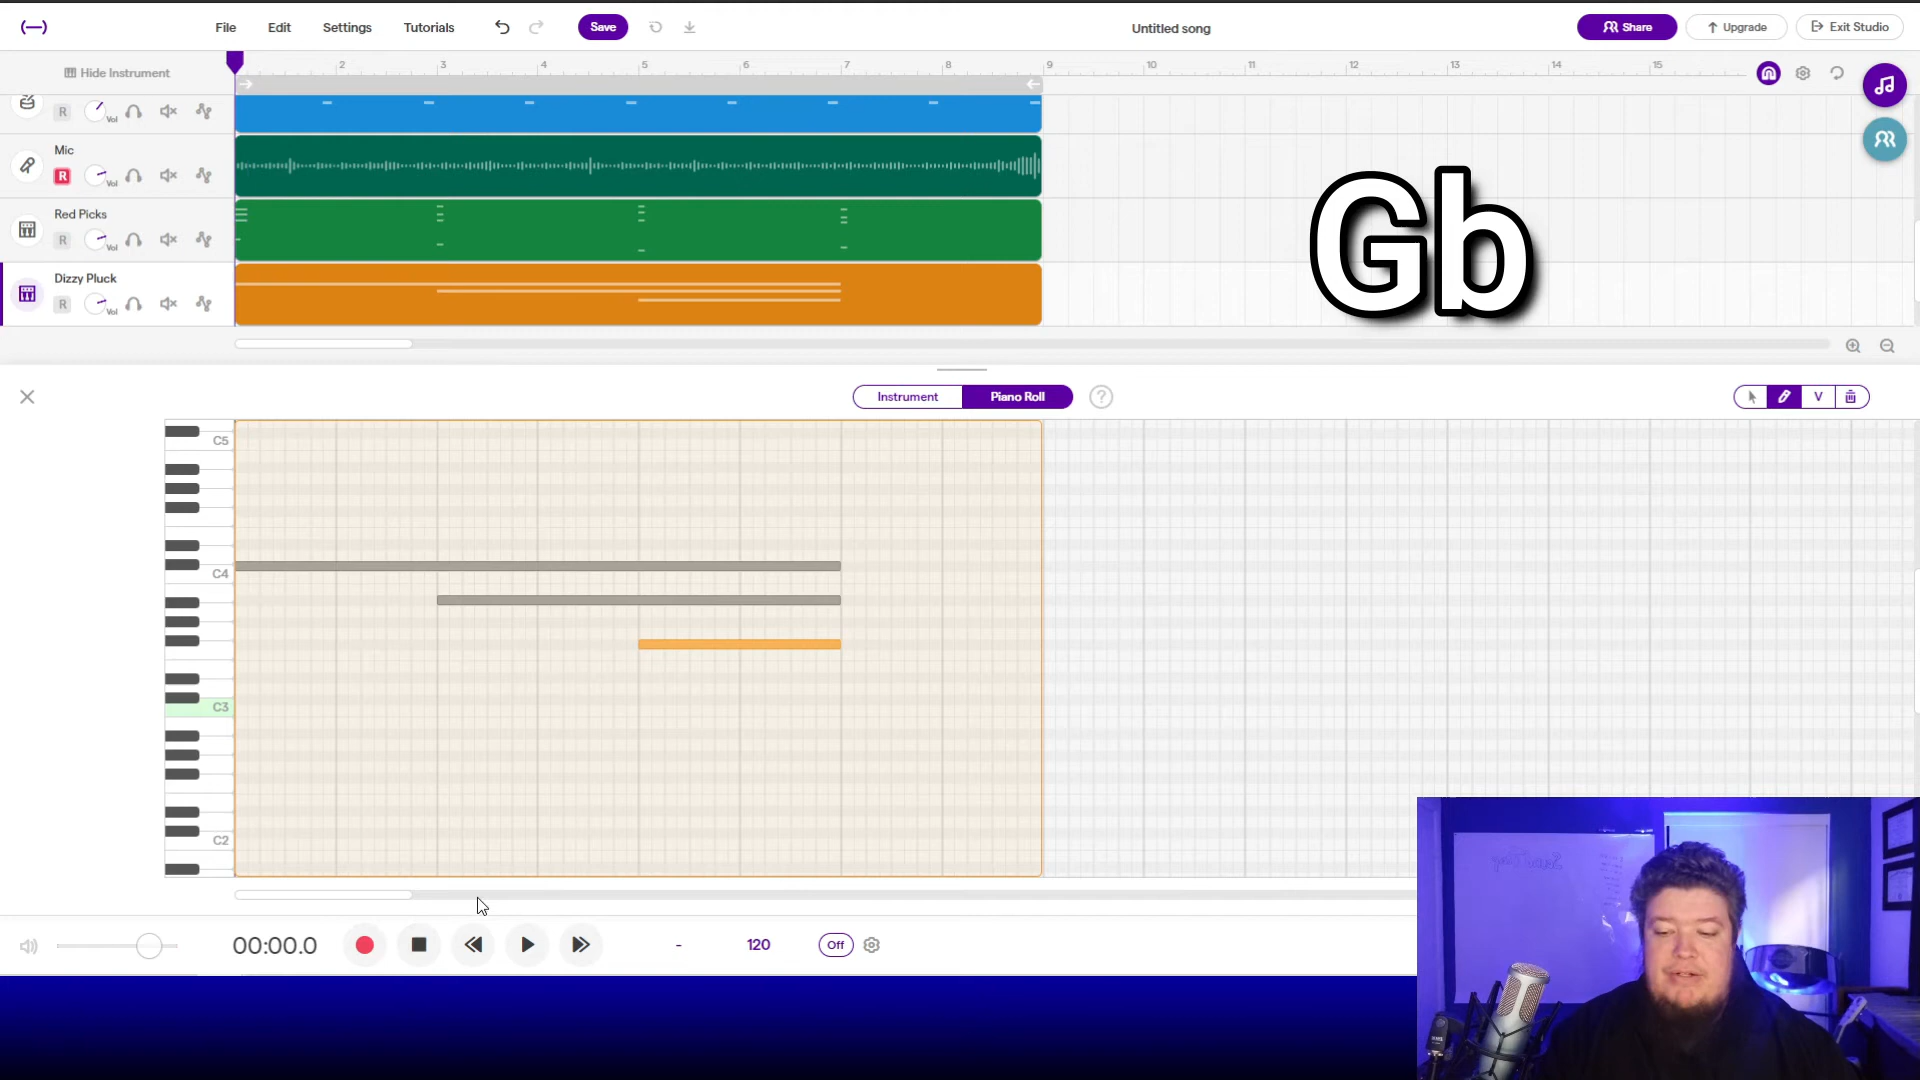 File
Edit
Settings
Tutorials
Save
Untitled song
Share
Upgrade
Exit Studio
Hide Instrument
2 3 4 5 6 7 8 9 10 11 12 13 14 15
R
Vol
Mic
R
Vol
Red Picks
R
Vol
Dizzy Pluck
R
Vol
Gb
Instrument
Piano Roll
?
V
C5
C4
C3
C2
00:00.0
-
120
Off